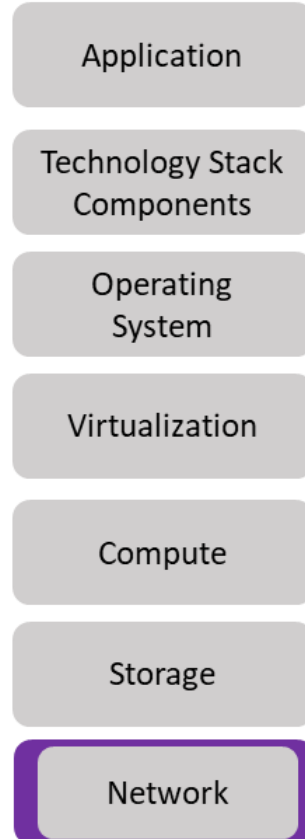 Application
Technology Stack
Components
Operating
System
Virtualization
Compute
Storage
Network